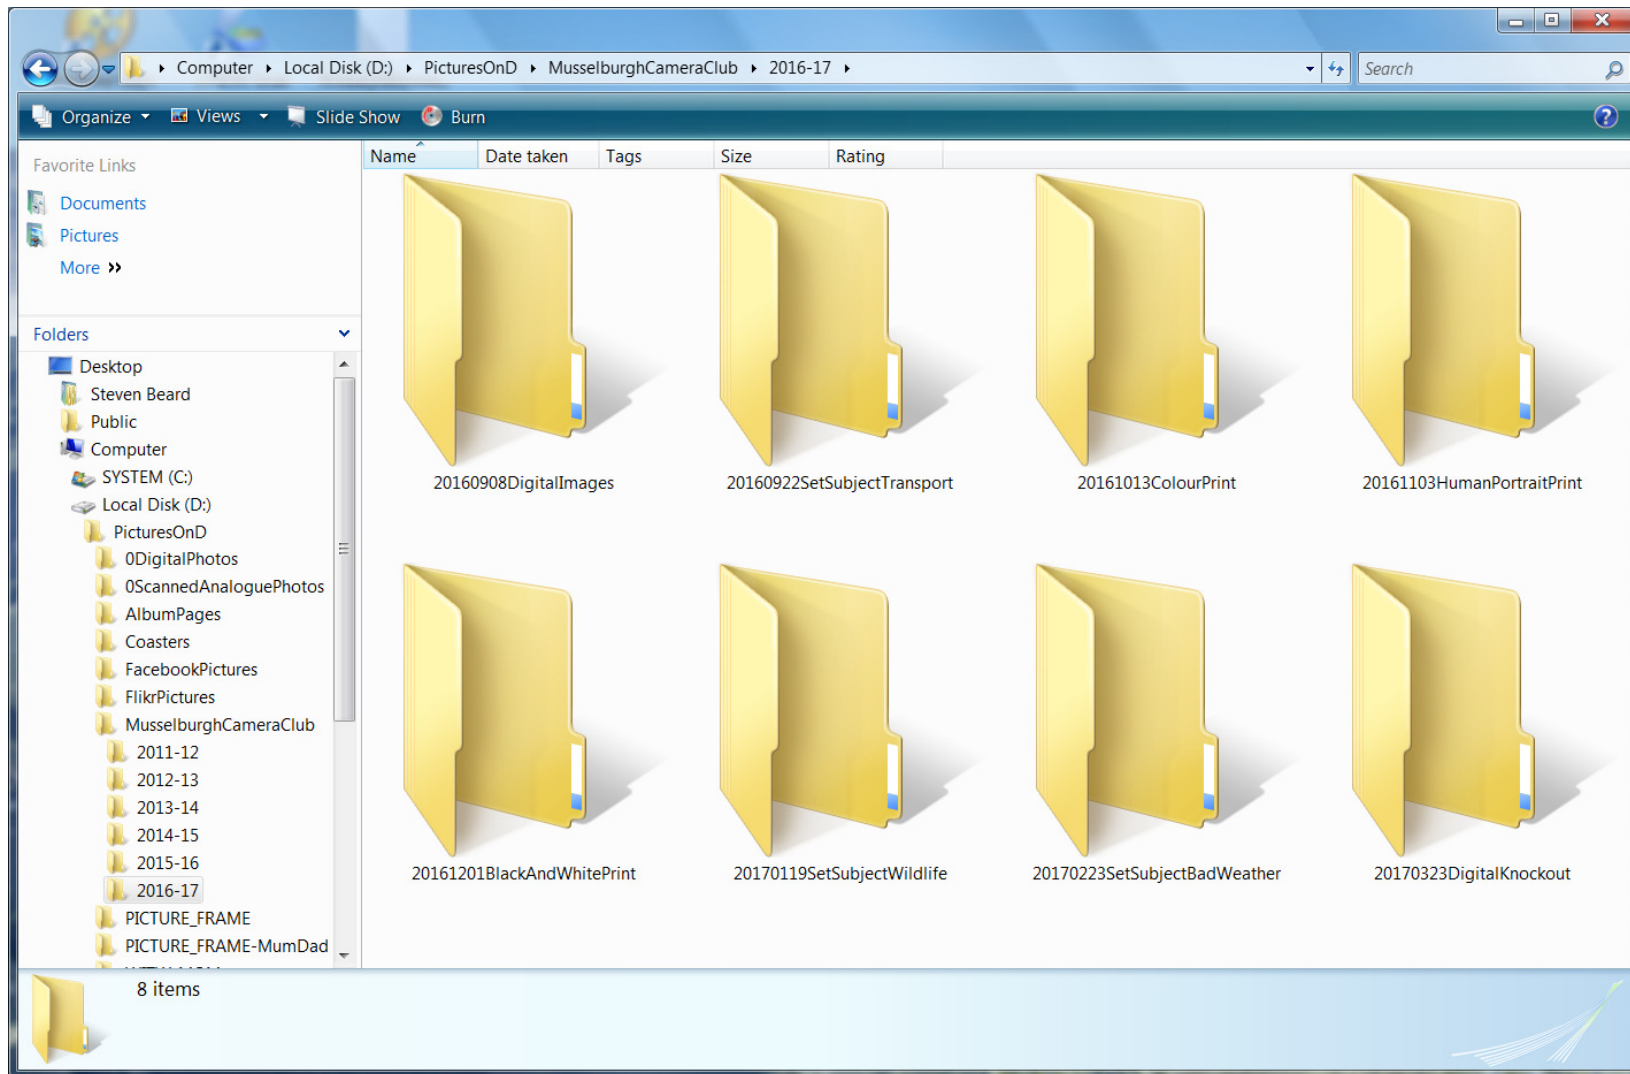 Computer Local Disk (D:) PicturesOnD MusselburghCameraClub 2016-17 Search
Organize Views Slide Show Burn
Favorite Links
Documents
Pictures
More
Folders
Desktop
Steven Beard
Public
Computer
SYSTEM (C:)
Local Disk (D:)
PicturesOnD
0DigitalPhotos
0ScannedAnaloguePhotos
AlbumPages
Coasters
FacebookPictures
FlikrPictures
MusselburghCameraClub
2011-12
2012-13
2013-14
2014-15
2015-16
2016-17
PICTURE_FRAME
PICTURE_FRAME-MumDad
Name Date taken Tags Size Rating
20160908DigitalImages 20160922SetSubjectTransport 20161013ColourPrint 20161103HumanPortraitPrint
20161201BlackAndWhitePrint 20170119SetSubjectWildlife 20170223SetSubjectBadWeather 20170323DigitalKnockout
8 items